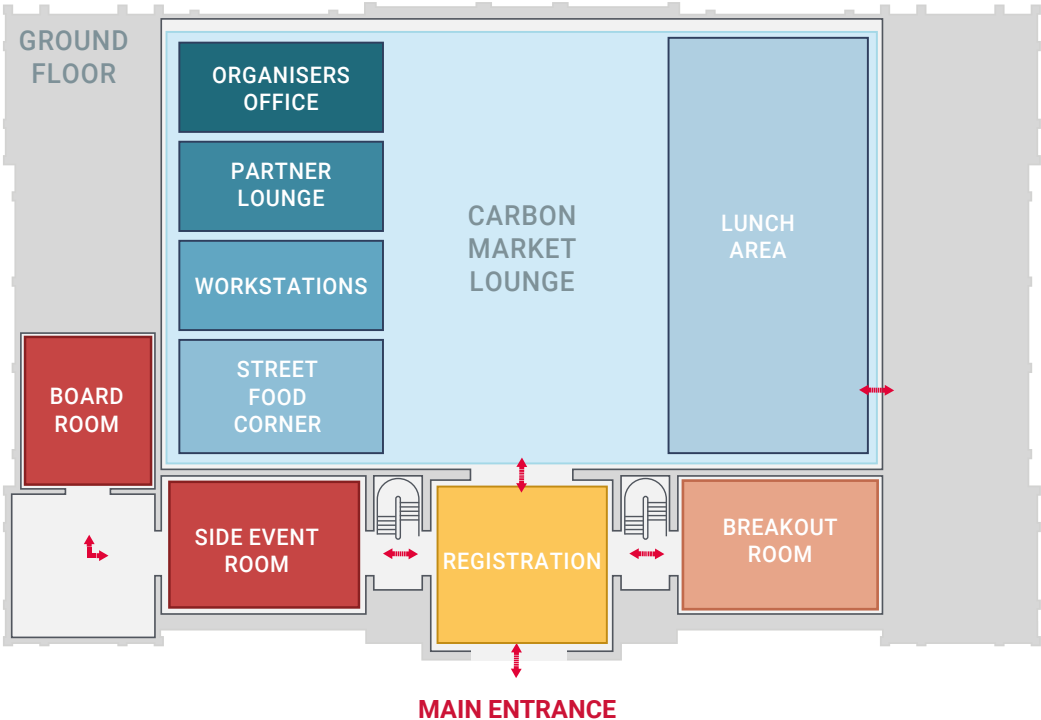 GROUND
FLOOR
ORGANISERS
OFFICE
PARTNER
LOUNGE
WORKSTATIONS
STREET
FOOD
CORNER
CARBON
MARKET
LOUNGE
LUNCH
AREA
BOARD
ROOM
SIDE EVENT
ROOM
REGISTRATION
BREAKOUT
ROOM
MAIN ENTRANCE